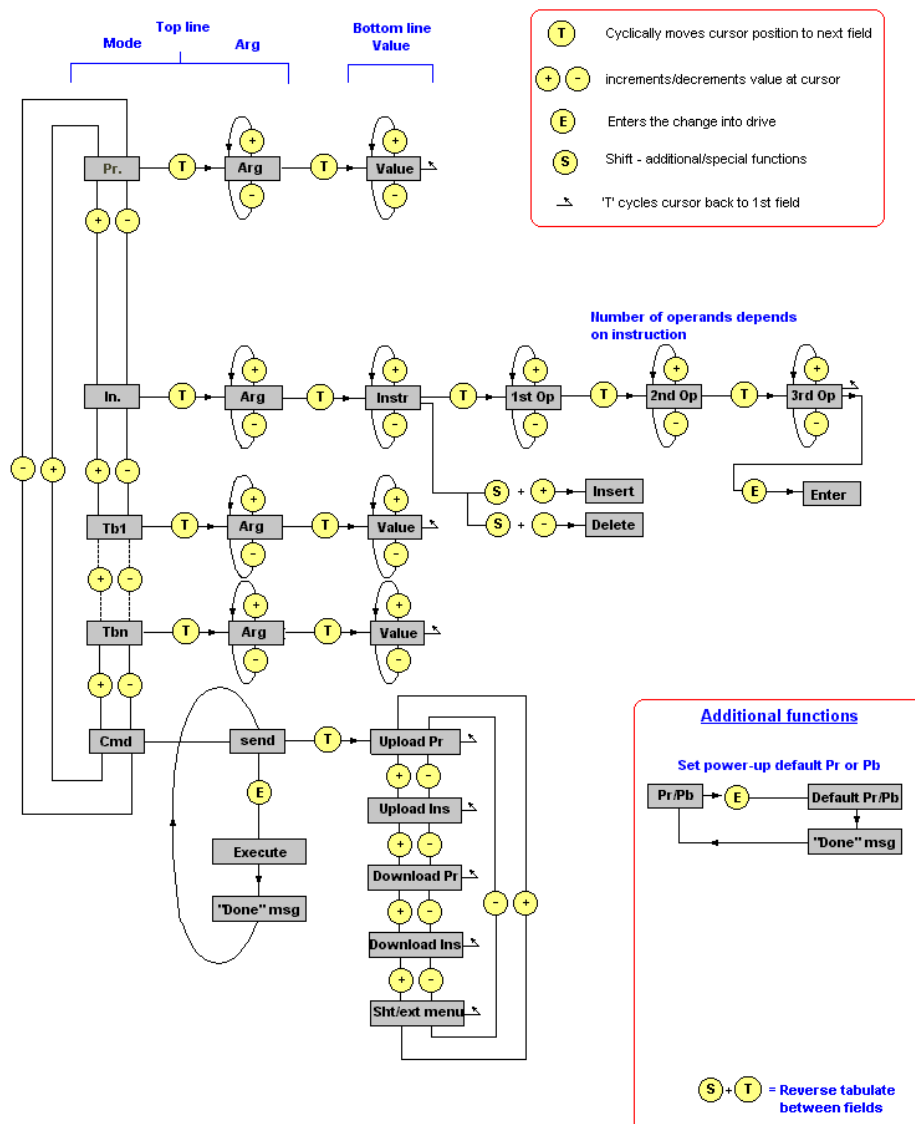 Top line
Mode
Arg
Bottom line
Value
T Cyclically moves cursor position to next field
+ - increments/decrements value at cursor
E Enters the change into drive
S Shift - additional/special functions
'T' cycles cursor back to 1st field
+ +
Pr. T Arg T Value
+ - - -
Number of operands depends
on instruction
+ + + + +
In. T Arg T Instr T 1st Op T 2nd Op T 3rd Op
- - - - -
- + + -
S + + Insert
E Enter
+ +
S + - Delete
Tb1 T Arg T Value
- -
+ -
+ +
Tbn T Arg T Value
- -
+ -
Cmd send T Upload Pr
+ -
E
Upload Ins
+ -
Execute
Download Pr
"Done" msg
+ - - +
Download Ins
+ -
Sht/ext menu
Additional functions
Set power-up default Pr or Pb
Pr/Pb E Default Pr/Pb
"Done" msg
S + T = Reverse tabulate
between fields